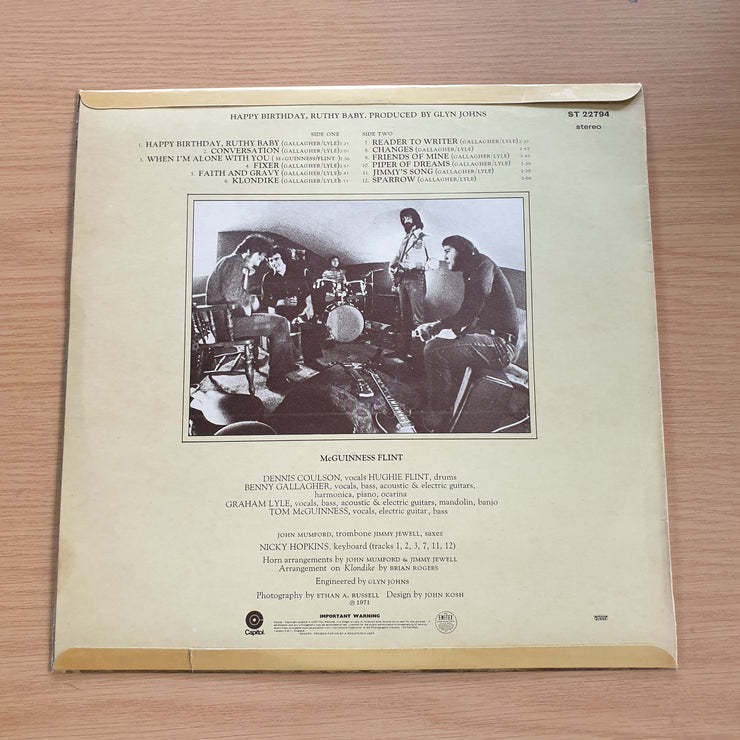 HAPPY BIRTHDAY, RUTHY BABY. PRODUCED BY GLYN JOHNS
ST 22794
stereo
SIDE ONE
1. HAPPY BIRTHDAY, RUTHY BABY (GALLAGHER/LYLE)
2. CONVERSATION (GALLAGHER/LYLE)
3. WHEN I'M ALONE WITH YOU ( McGUINNESS/FLINT )
4. FIXER (GALLAGHER/LYLE)
5. FAITH AND GRAVY (GALLAGHER/LYLE)
6. KLONDIKE (GALLAGHER/LYLE)
SIDE TWO
7. READER TO WRITER (GALLAGHER/LYLE)
8. CHANGES (GALLAGHER/LYLE)
9. FRIENDS OF MINE (GALLAGHER/LYLE)
10. PIPER OF DREAMS (GALLAGHER/LYLE)
11. JIMMY'S SONG (GALLAGHER/LYLE)
12. SPARROW (GALLAGHER/LYLE)
McGUINNESS FLINT
DENNIS COULSON, vocals HUGHIE FLINT, drums
BENNY GALLAGHER, vocals, bass, acoustic & electric guitars,
harmonica, piano, ocarina
GRAHAM LYLE, vocals, bass, acoustic & electric guitars, mandolin, banjo
TOM McGUINNESS, vocals, electric guitar, bass
JOHN MUMFORD, trombone JIMMY JEWELL, saxes
NICKY HOPKINS, keyboard (tracks 1, 2, 3, 7, 11, 12)
Horn arrangements by JOHN MUMFORD & JIMMY JEWELL
Arrangement on Klondike by BRIAN ROGERS
Engineered by GLYN JOHNS
Photography by ETHAN A. RUSSELL Design by JOHN KOSH
℗ 1971
Capitol
IMPORTANT WARNING
EMITEX